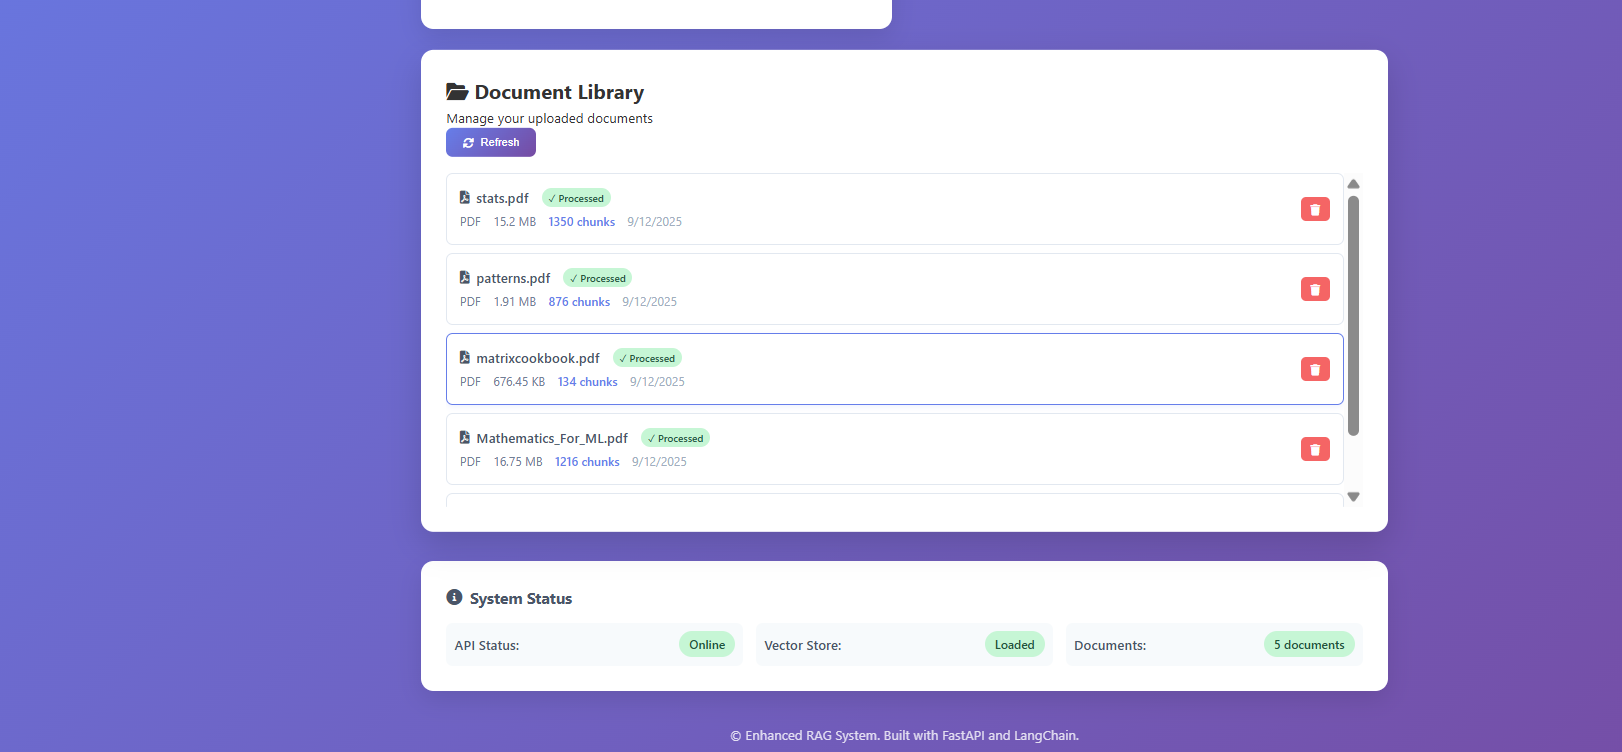 Document Library
Manage your uploaded documents
Refresh
stats.pdf ✓ Processed
PDF 15.2 MB 1350 chunks 9/12/2025
patterns.pdf ✓ Processed
PDF 1.91 MB 876 chunks 9/12/2025
matrixcookbook.pdf ✓ Processed
PDF 676.45 KB 134 chunks 9/12/2025
Mathematics_For_ML.pdf ✓ Processed
PDF 16.75 MB 1216 chunks 9/12/2025
System Status
API Status: Online Vector Store: Loaded Documents: 5 documents
© Enhanced RAG System. Built with FastAPI and LangChain.